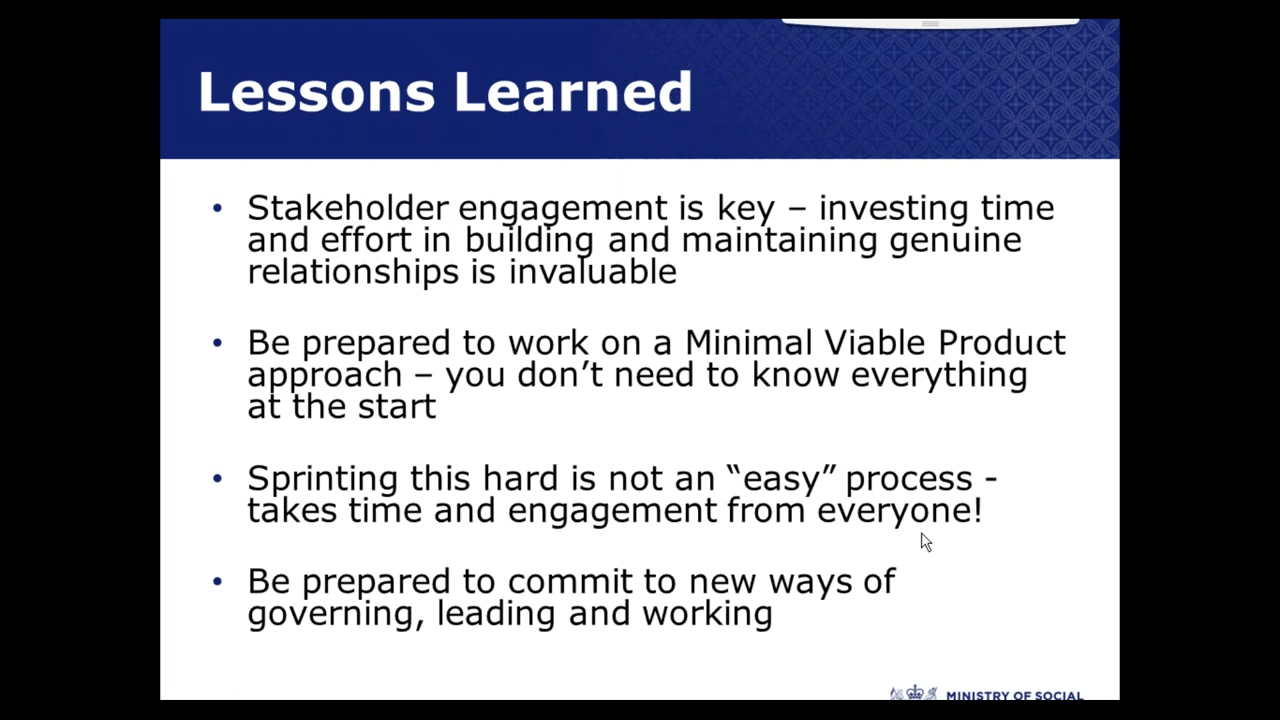 Lessons Learned
• Stakeholder engagement is key – investing time
and effort in building and maintaining genuine
relationships is invaluable
• Be prepared to work on a Minimal Viable Product
approach – you don’t need to know everything
at the start
• Sprinting this hard is not an “easy” process -
takes time and engagement from everyone!
• Be prepared to commit to new ways of
governing, leading and working
MINISTRY OF SOCIAL